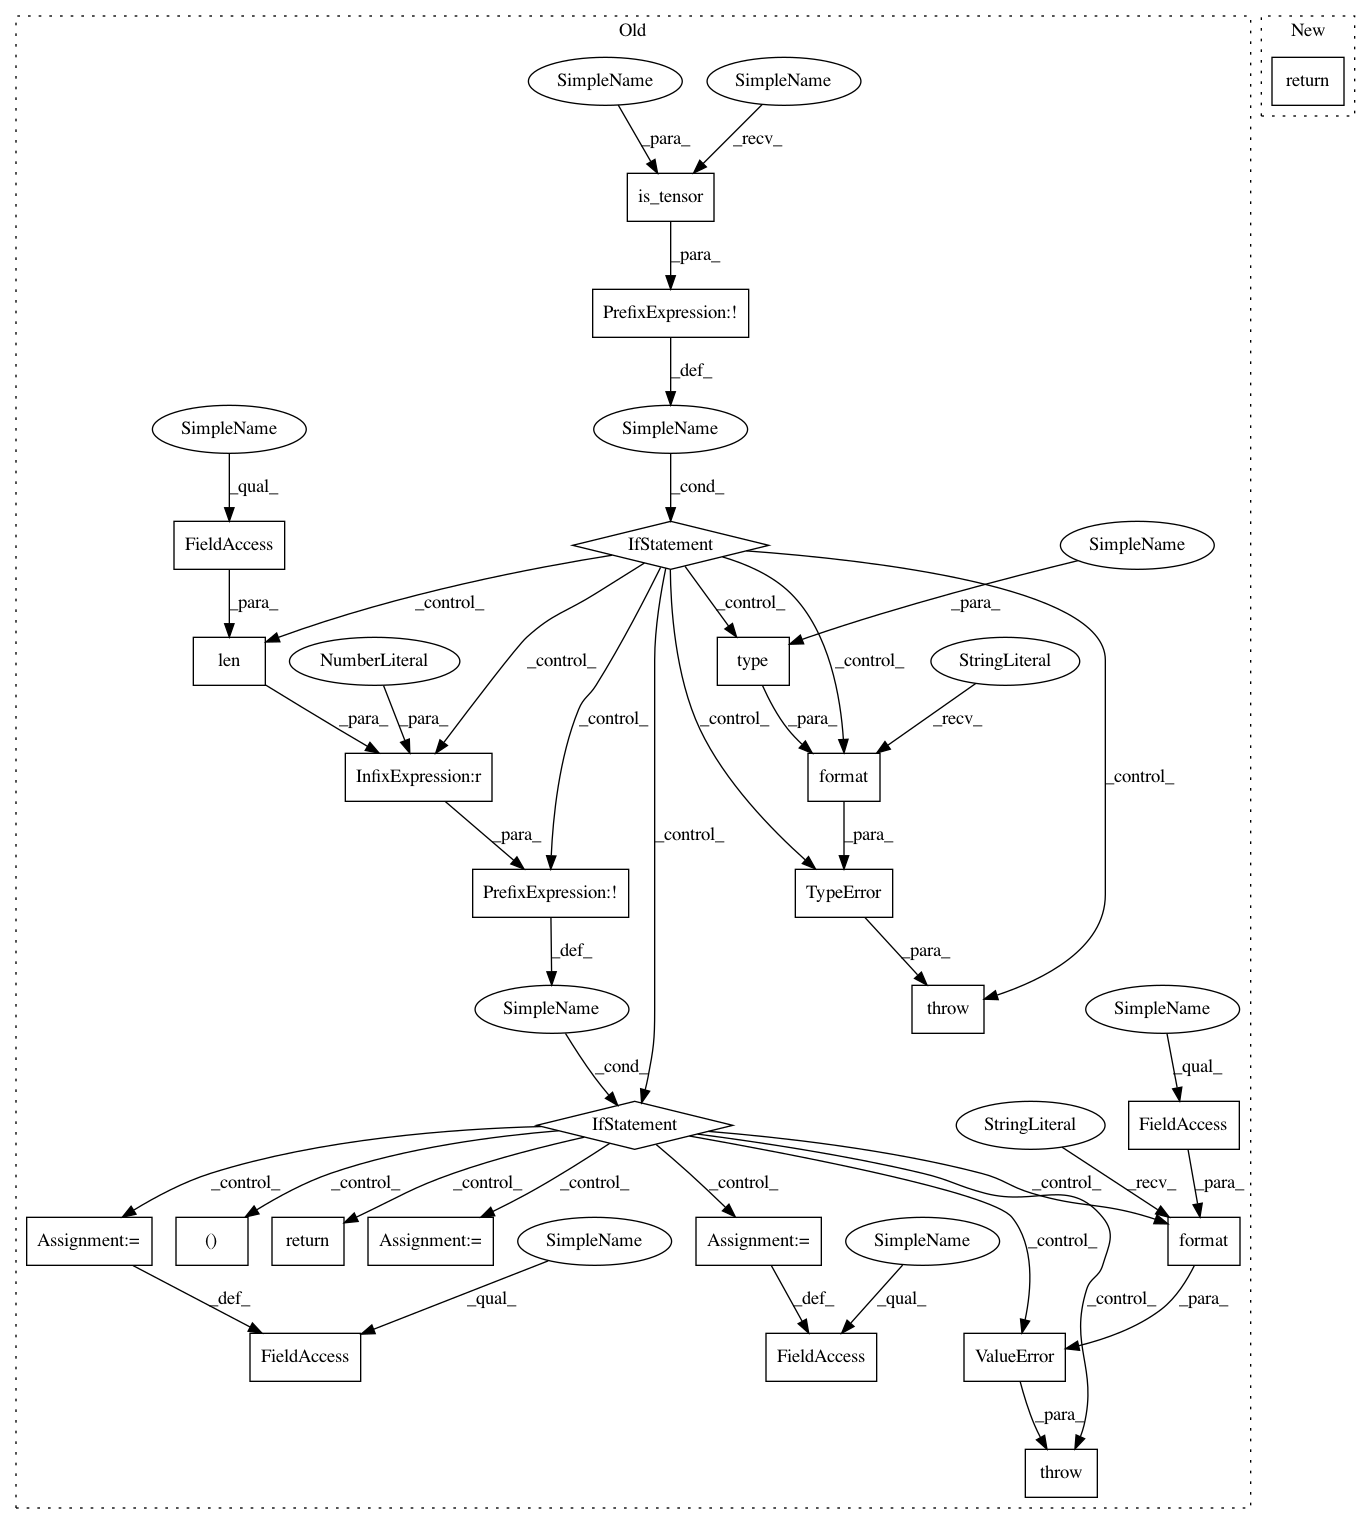 Old
New
SimpleName
SimpleName
return
_para_
_recv_
is_tensor
_para_
PrefixExpression:!
_def_
SimpleName
SimpleName
_qual_
_cond_
FieldAccess
IfStatement
SimpleName
_para_
_control_
_control_
_para_
len
NumberLiteral
_control_
type
_control_
StringLiteral
_para_
_para_
_control_
_control_
_para_
_recv_
InfixExpression:r
format
_control_
_para_
_control_
_para_
PrefixExpression:!
TypeError
_def_
_para_
SimpleName
throw
SimpleName
_cond_
_qual_
IfStatement
StringLiteral
FieldAccess
_control_
_control_
_control_
_control_
_control_
_control_
_recv_
_para_
Assignment:=
()
return
Assignment:=
SimpleName
Assignment:=
SimpleName
_control_
format
_def_
_qual_
_def_
_qual_
_control_
_para_
FieldAccess
FieldAccess
ValueError
_para_
throw